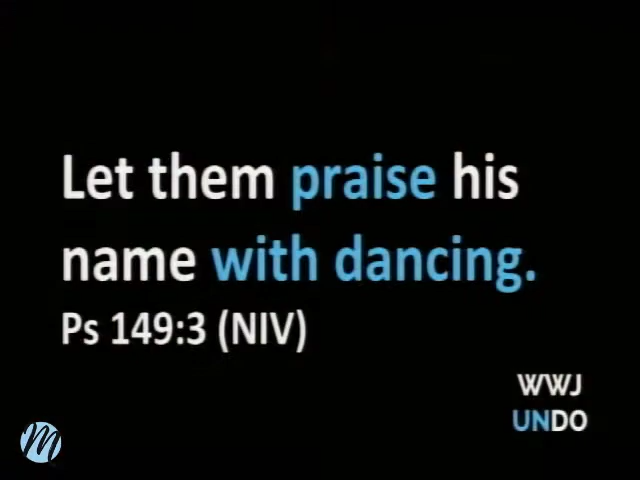 Let them praise his
name with dancing.
Ps 149:3 (NIV)
WWJ
UNDO
M